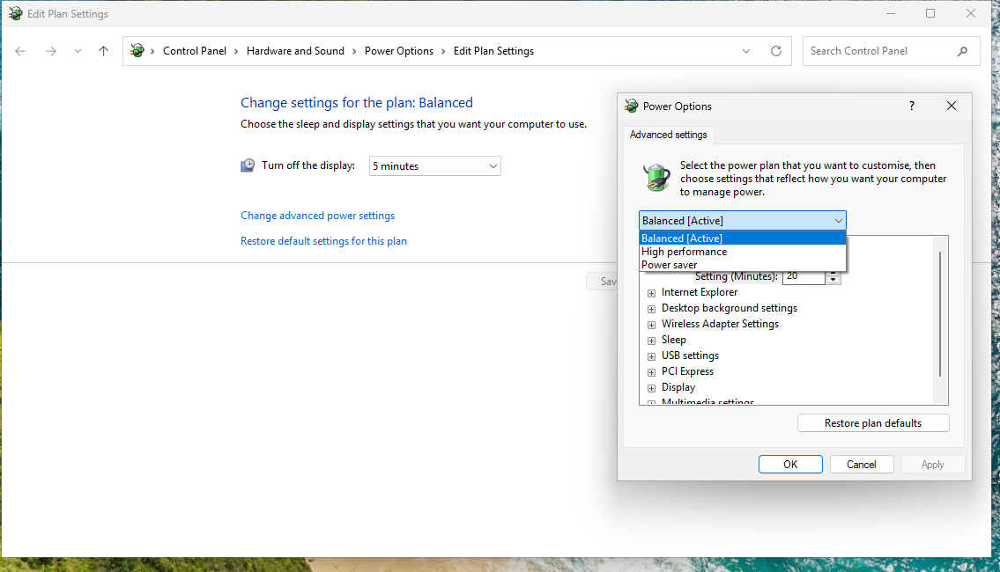 Edit Plan Settings
Control Panel > Hardware and Sound > Power Options > Edit Plan Settings
Search Control Panel
Change settings for the plan: Balanced
Choose the sleep and display settings that you want your computer to use.
Turn off the display: 5 minutes
Change advanced power settings
Restore default settings for this plan
Sav
Power Options
?
Advanced settings
Select the power plan that you want to customise, then
choose settings that reflect how you want your computer
to manage power.
Balanced [Active]
Balanced [Active]
High performance
Power saver
Setting (Minutes): 20
Internet Explorer
Desktop background settings
Wireless Adapter Settings
Sleep
USB settings
PCI Express
Display
Multimedia settings
Restore plan defaults
OK Cancel Apply